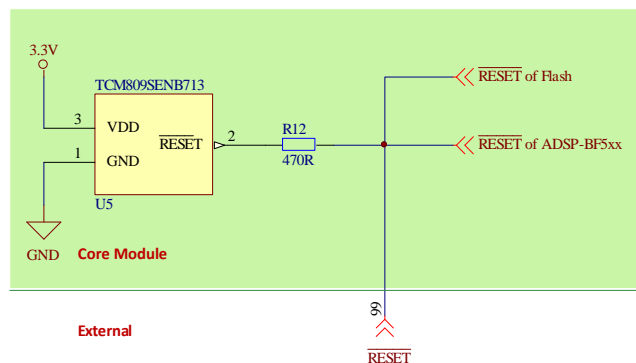 3.3V
TCM809SENB713
RESET of Flash
3
VDD
RESET
2
R12
470R
RESET of ADSP-BF5xx
1
GND
U5
GND
Core Module
99
External
RESET